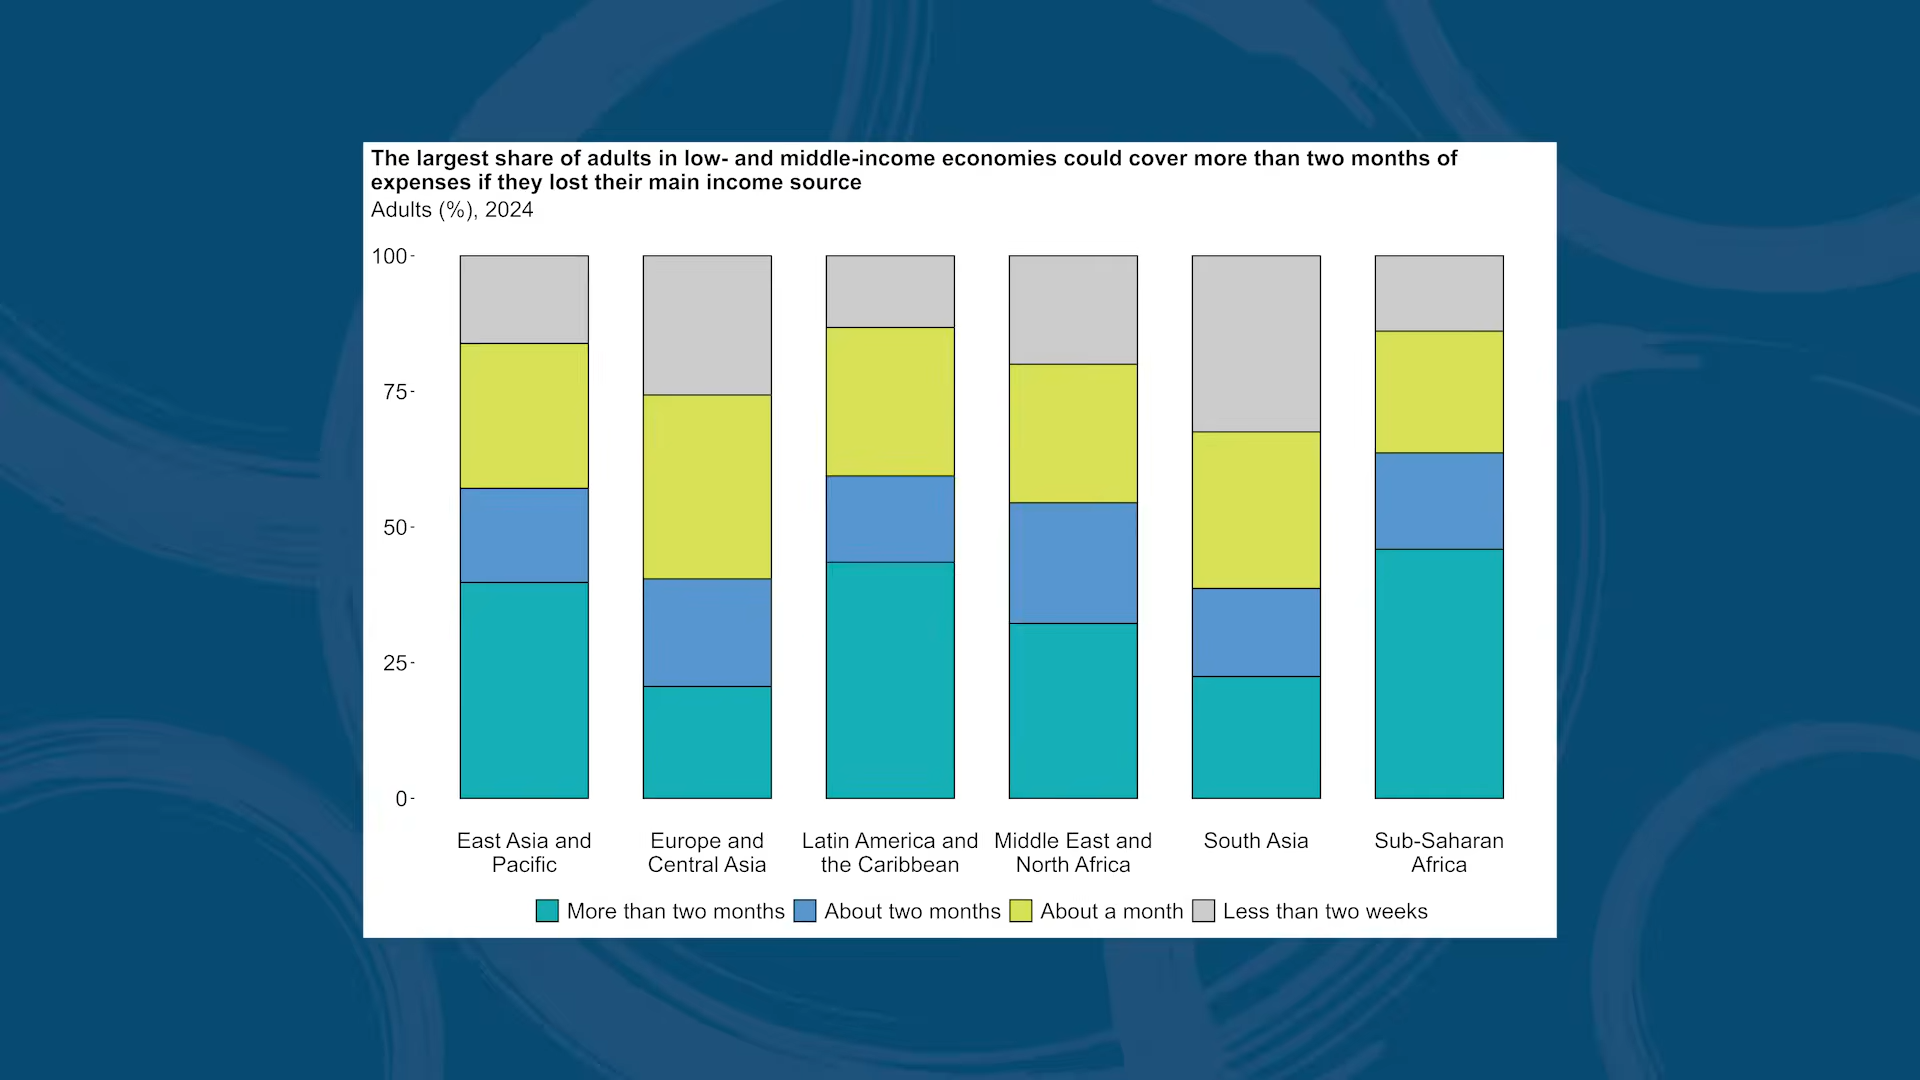 The largest share of adults in low- and middle-income economies could cover more than two months of
expenses if they lost their main income source
Adults (%), 2024
100
75
50
25
0
East Asia and
Pacific
Europe and
Central Asia
Latin America and
the Caribbean
Middle East and
North Africa
South Asia
Sub-Saharan
Africa
More than two months
About two months
About a month
Less than two weeks